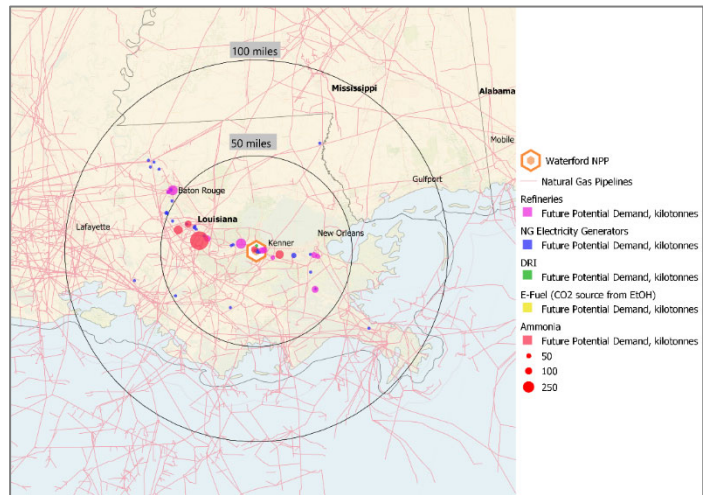 100 miles
Mississippi
Alabama
50 miles
Mobile
Baton Rouge
Gulfport
Lafayette
Louisiana
New Orleans
Kenner
Waterford NPP
Natural Gas Pipelines
Refineries
Future Potential Demand, kilotonnes
NG Electricity Generators
Future Potential Demand, kilotonnes
DRI
Future Potential Demand, kilotonnes
E-Fuel (CO2 source from EtOH)
Future Potential Demand, kilotonnes
Ammonia
Future Potential Demand, kilotonnes
50
100
250